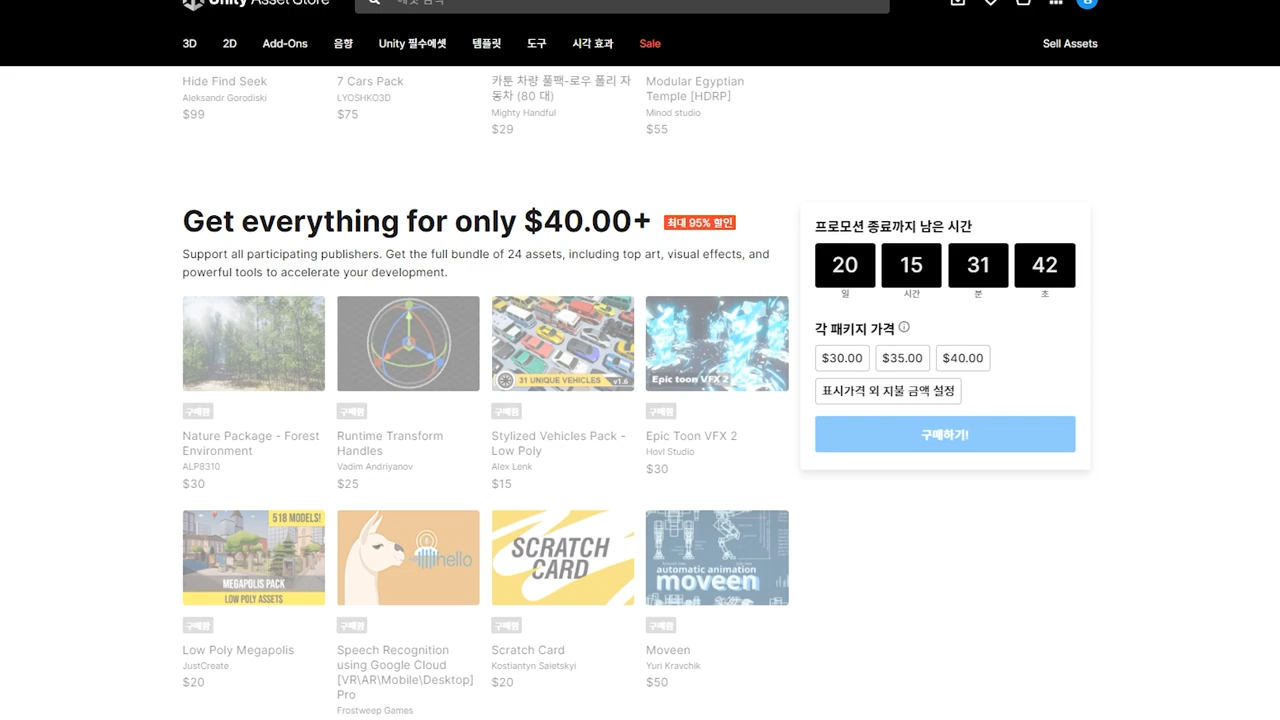 Unity Asset Store
에셋 검색
3D
2D
Add-Ons
음향
Unity 필수에셋
템플릿
도구
시각 효과
Sale
Sell Assets
Hide Find Seek
Aleksandr Gorodiski
$99
7 Cars Pack
LYOSHKO3D
$75
카툰 차량 풀팩-로우 폴리 자
동차 (80 대)
Mighty Handful
$29
Modular Egyptian
Temple [HDRP]
Minod studio
$55
Get everything for only $40.00+
최대 95% 할인
Support all participating publishers. Get the full bundle of 24 assets, including top art, visual effects, and
powerful tools to accelerate your development.
프로모션 종료까지 남은 시간
20
15
31
42
일
시간
분
초
각 패키지 가격
$30.00
$35.00
$40.00
표시가격 외 지불 금액 설정
구매하기!
31 UNIQUE VEHICLES
v1.6
Epic toon VFX 2
구매함
구매함
구매함
구매함
Nature Package - Forest
Environment
ALP8310
$30
Runtime Transform
Handles
Vadim Andriyanov
$25
Stylized Vehicles Pack -
Low Poly
Alex Lenk
$15
Epic Toon VFX 2
Hovl Studio
$30
518 MODELS!
MEGAPOLIS PACK
LOW POLY ASSETS
hello
SCRATCH
CARD
automatic animation
moveen
구매함
구매함
구매함
구매함
Low Poly Megapolis
JustCreate
$20
Speech Recognition
using Google Cloud
[VR\AR\Mobile\Desktop]
Pro
Frostweep Games
Scratch Card
Kostiantyn Saietskyi
$20
Moveen
Yuri Kravchik
$50